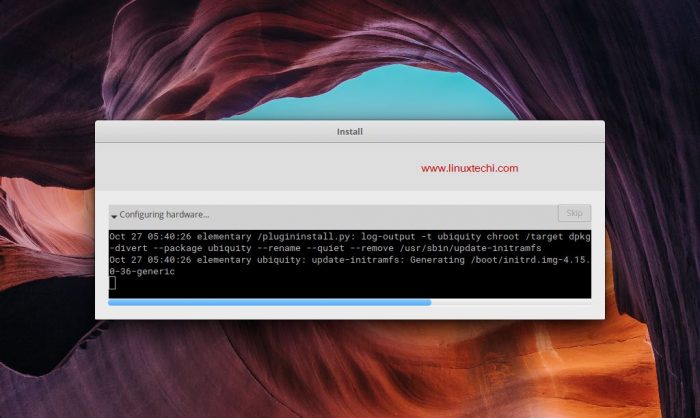 Install
www.linuxtechi.com
Configuring hardware...
Skip
Oct 27 05:40:26 elementary /plugininstall.py: log-output -t ubiquity chroot /target dpkg
-divert --package ubiquity --rename --quiet --remove /usr/sbin/update-initramfs
Oct 27 05:40:26 elementary ubiquity: update-initramfs: Generating /boot/initrd.img-4.15.
0-36-generic